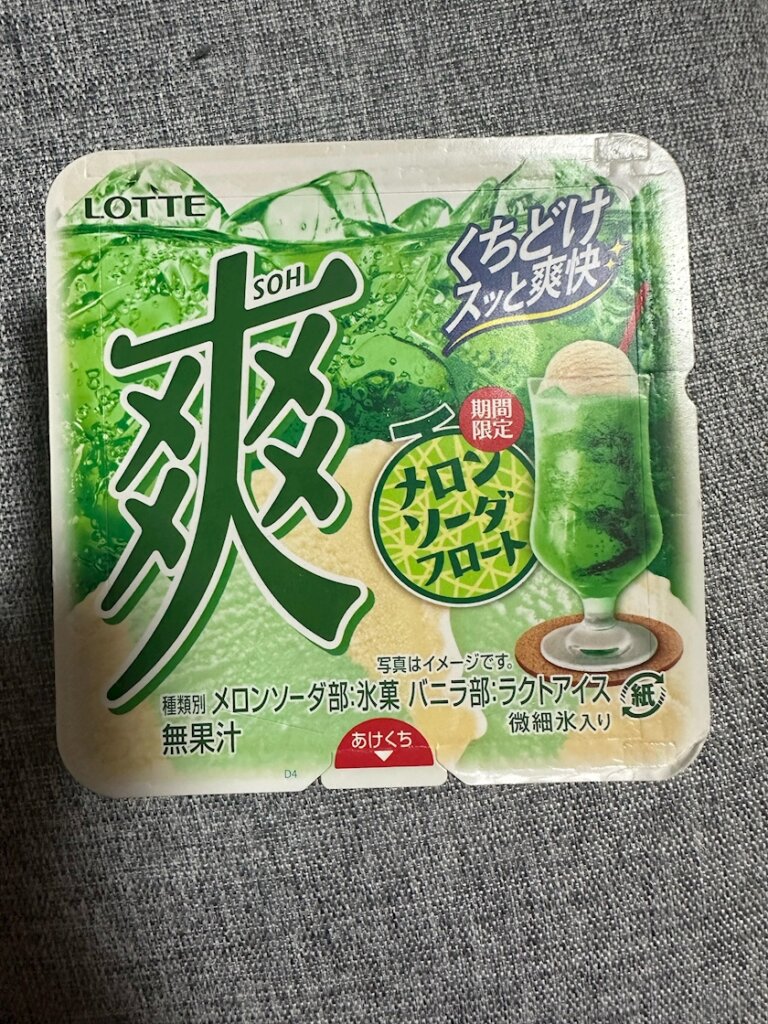 LOTTE
爽
SOH
くちどけ
スッと爽快
期間
限定
メロン
ソーダ
フロート
写真はイメージです。
種類別 メロンソーダ部:氷菓 バニラ部:ラクトアイス
無果汁
微細氷入り
紙
あけくち
D4